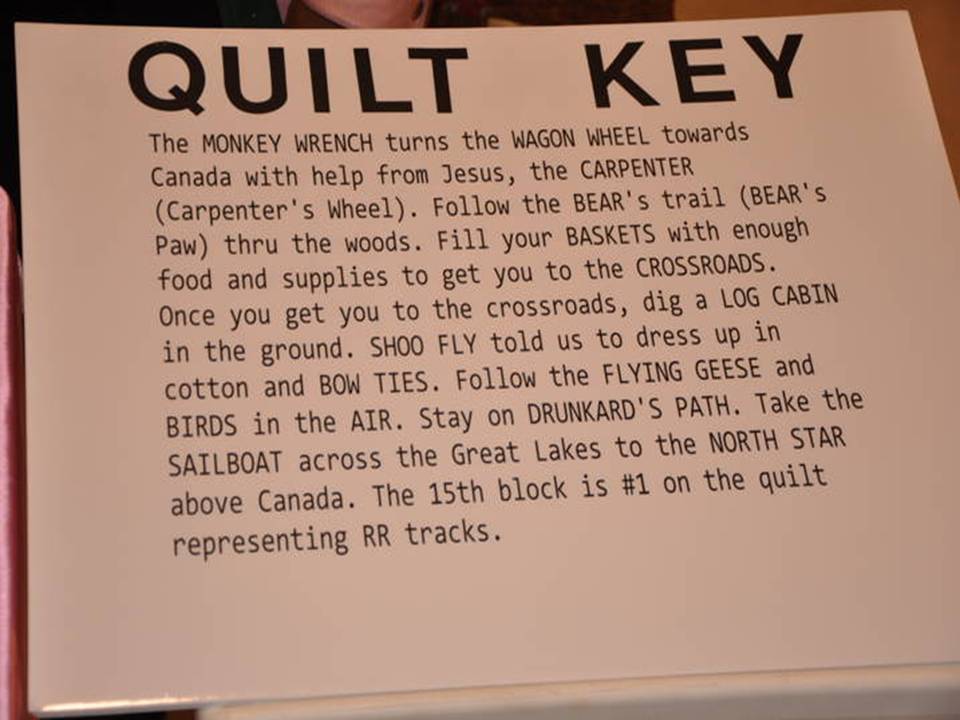 QUILT KEY
The MONKEY WRENCH turns the WAGON WHEEL towards
Canada with help from Jesus, the CARPENTER
(Carpenter's Wheel). Follow the BEAR's trail (BEAR's
Paw) thru the woods. Fill your BASKETS with enough
food and supplies to get you to the CROSSROADS.
Once you get you to the crossroads, dig a LOG CABIN
in the ground. SHOO FLY told us to dress up in
cotton and BOW TIES. Follow the FLYING GEESE and
BIRDS in the AIR. Stay on DRUNKARD'S PATH. Take the
SAILBOAT across the Great Lakes to the NORTH STAR
above Canada. The 15th block is #1 on the quilt
representing RR tracks.